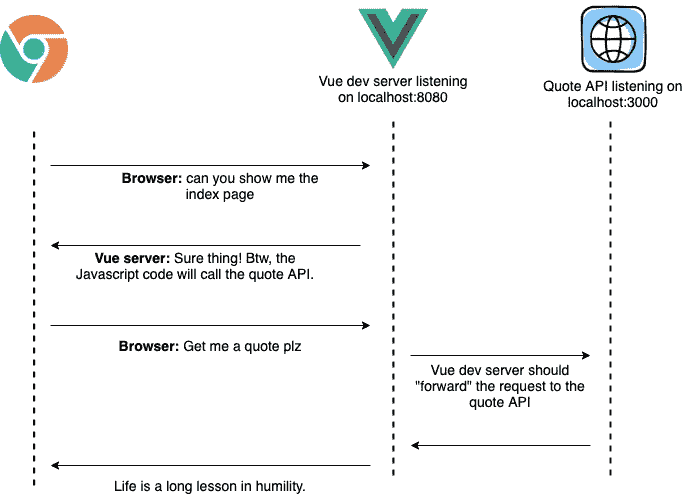 Vue dev server listening
on localhost:8080
Quote API listening on
localhost:3000
Browser: can you show me the
index page
Vue server: Sure thing! Btw, the
Javascript code will call the quote API.
Browser: Get me a quote plz
Vue dev server should
"forward" the request to the
quote API
Life is a long lesson in humility.